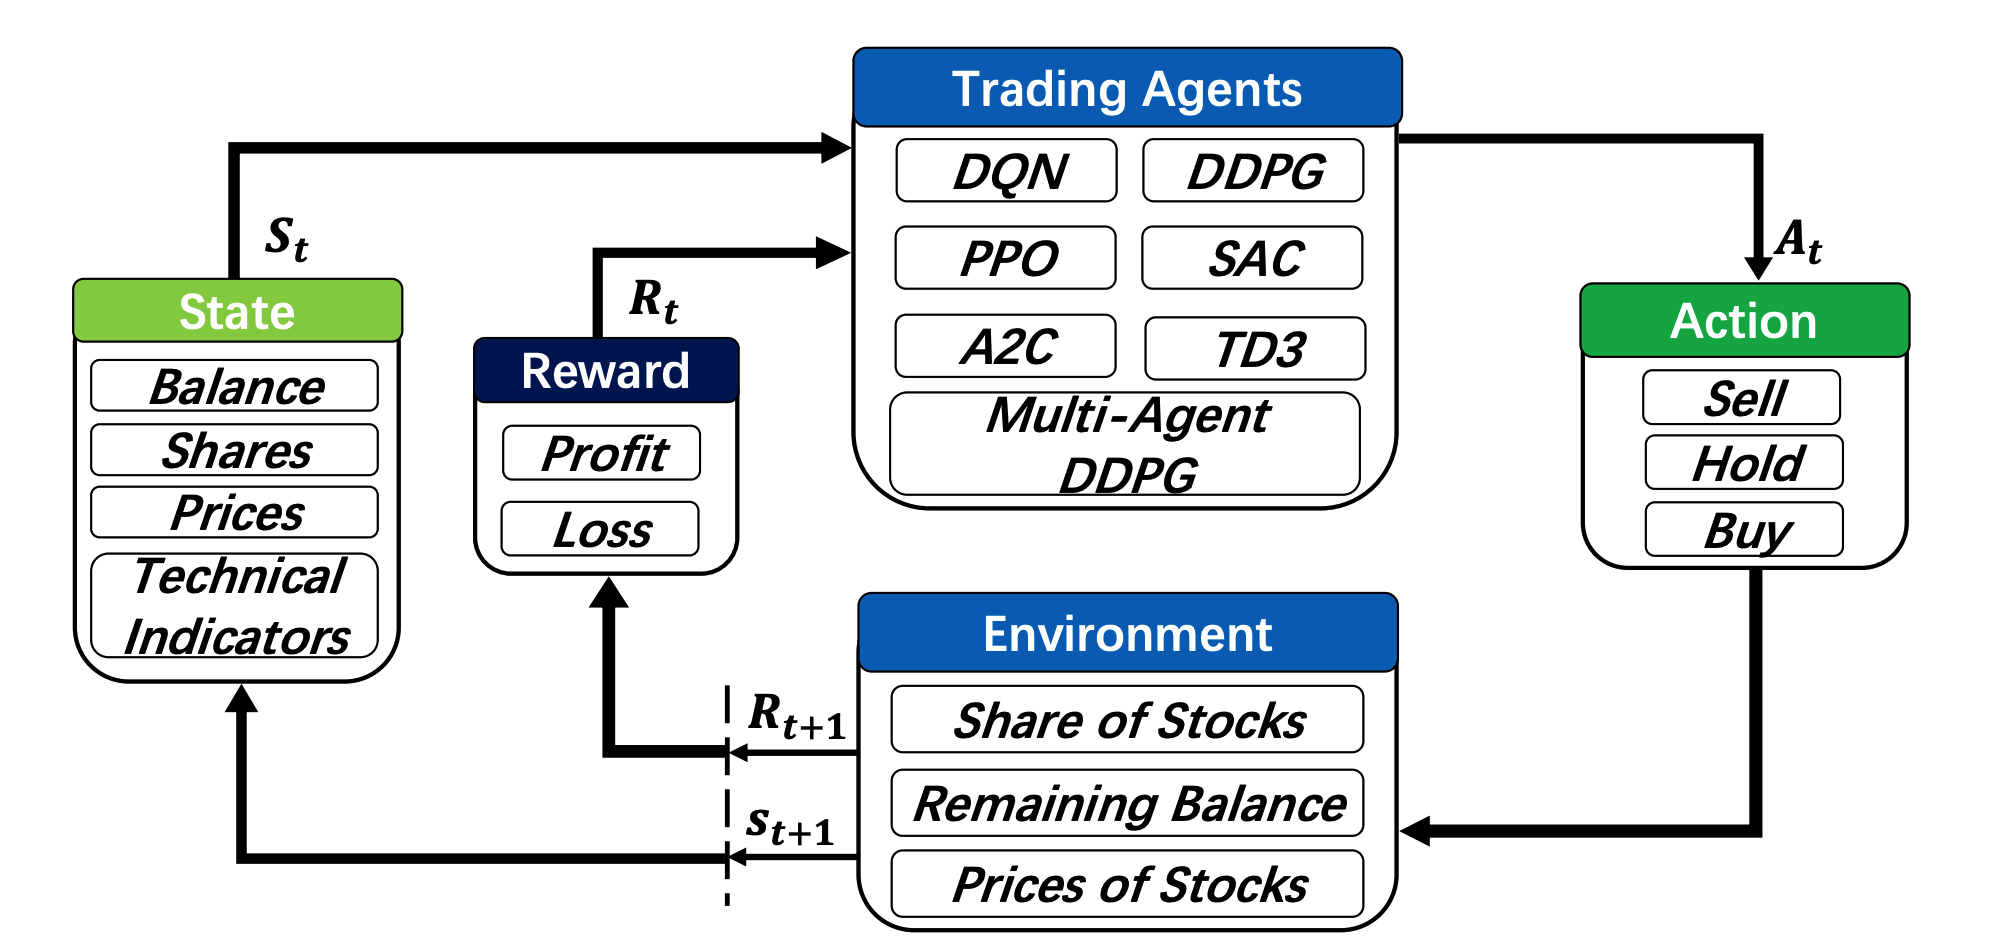 Trading Agents
DQN
DDPG
PPO
SAC
A2C
TD3
Multi-Agent
DDPG
S_t
R_t
A_t
State
Balance
Shares
Prices
Technical
Indicators
Reward
Profit
Loss
Action
Sell
Hold
Buy
Environment
Share of Stocks
Remaining Balance
Prices of Stocks
R_{t+1}
s_{t+1}